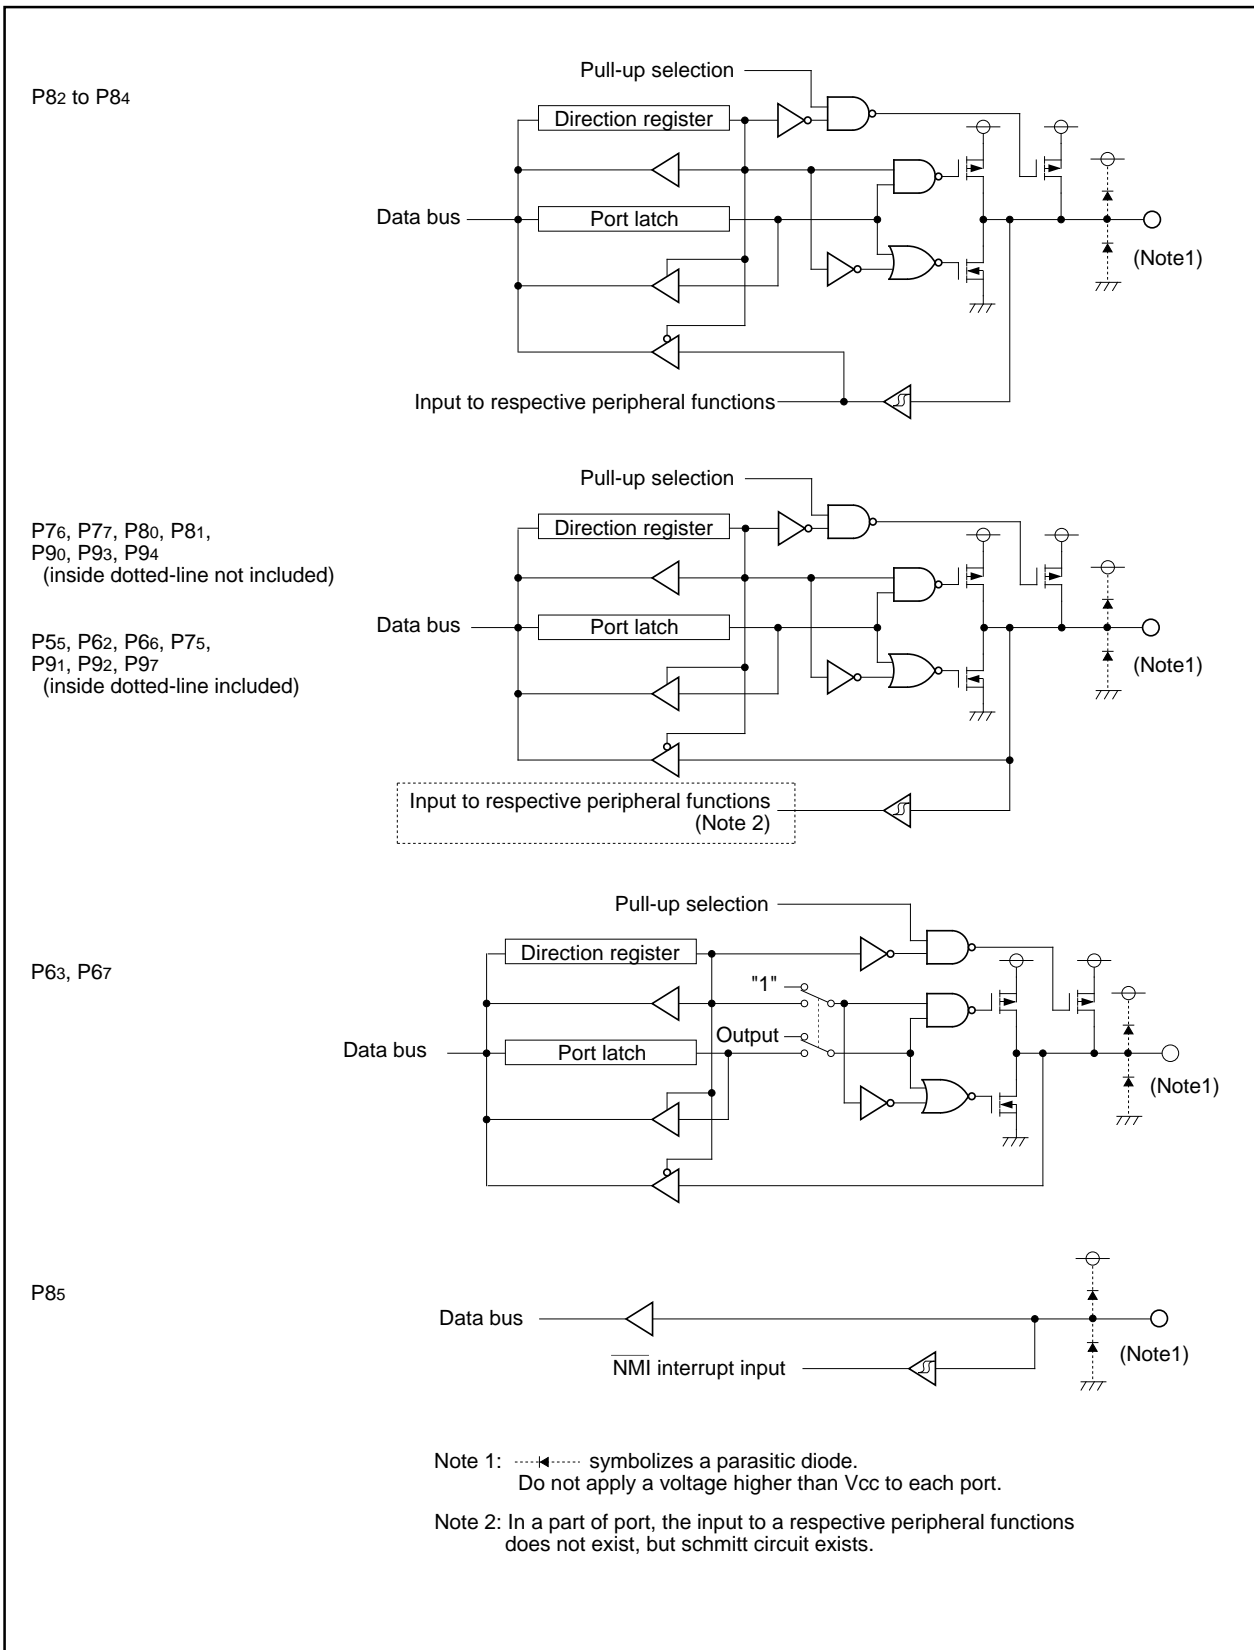 Pull-up selection
P82 to P84
Direction register
Data bus
Port latch
(Note1)
Input to respective peripheral functions
Pull-up selection
P76, P77, P80, P81,
P90, P93, P94
(inside dotted-line not included)
Direction register
P55, P62, P66, P75,
P91, P92, P97
(inside dotted-line included)
Data bus
Port latch
(Note1)
Input to respective peripheral functions
(Note 2)
Pull-up selection
P63, P67
Direction register
"1"
Output
Data bus
Port latch
(Note1)
P85
Data bus
(Note1)
NMI interrupt input
Note 1: symbolizes a parasitic diode.
Do not apply a voltage higher than Vcc to each port.
Note 2: In a part of port, the input to a respective peripheral functions
does not exist, but schmitt circuit exists.